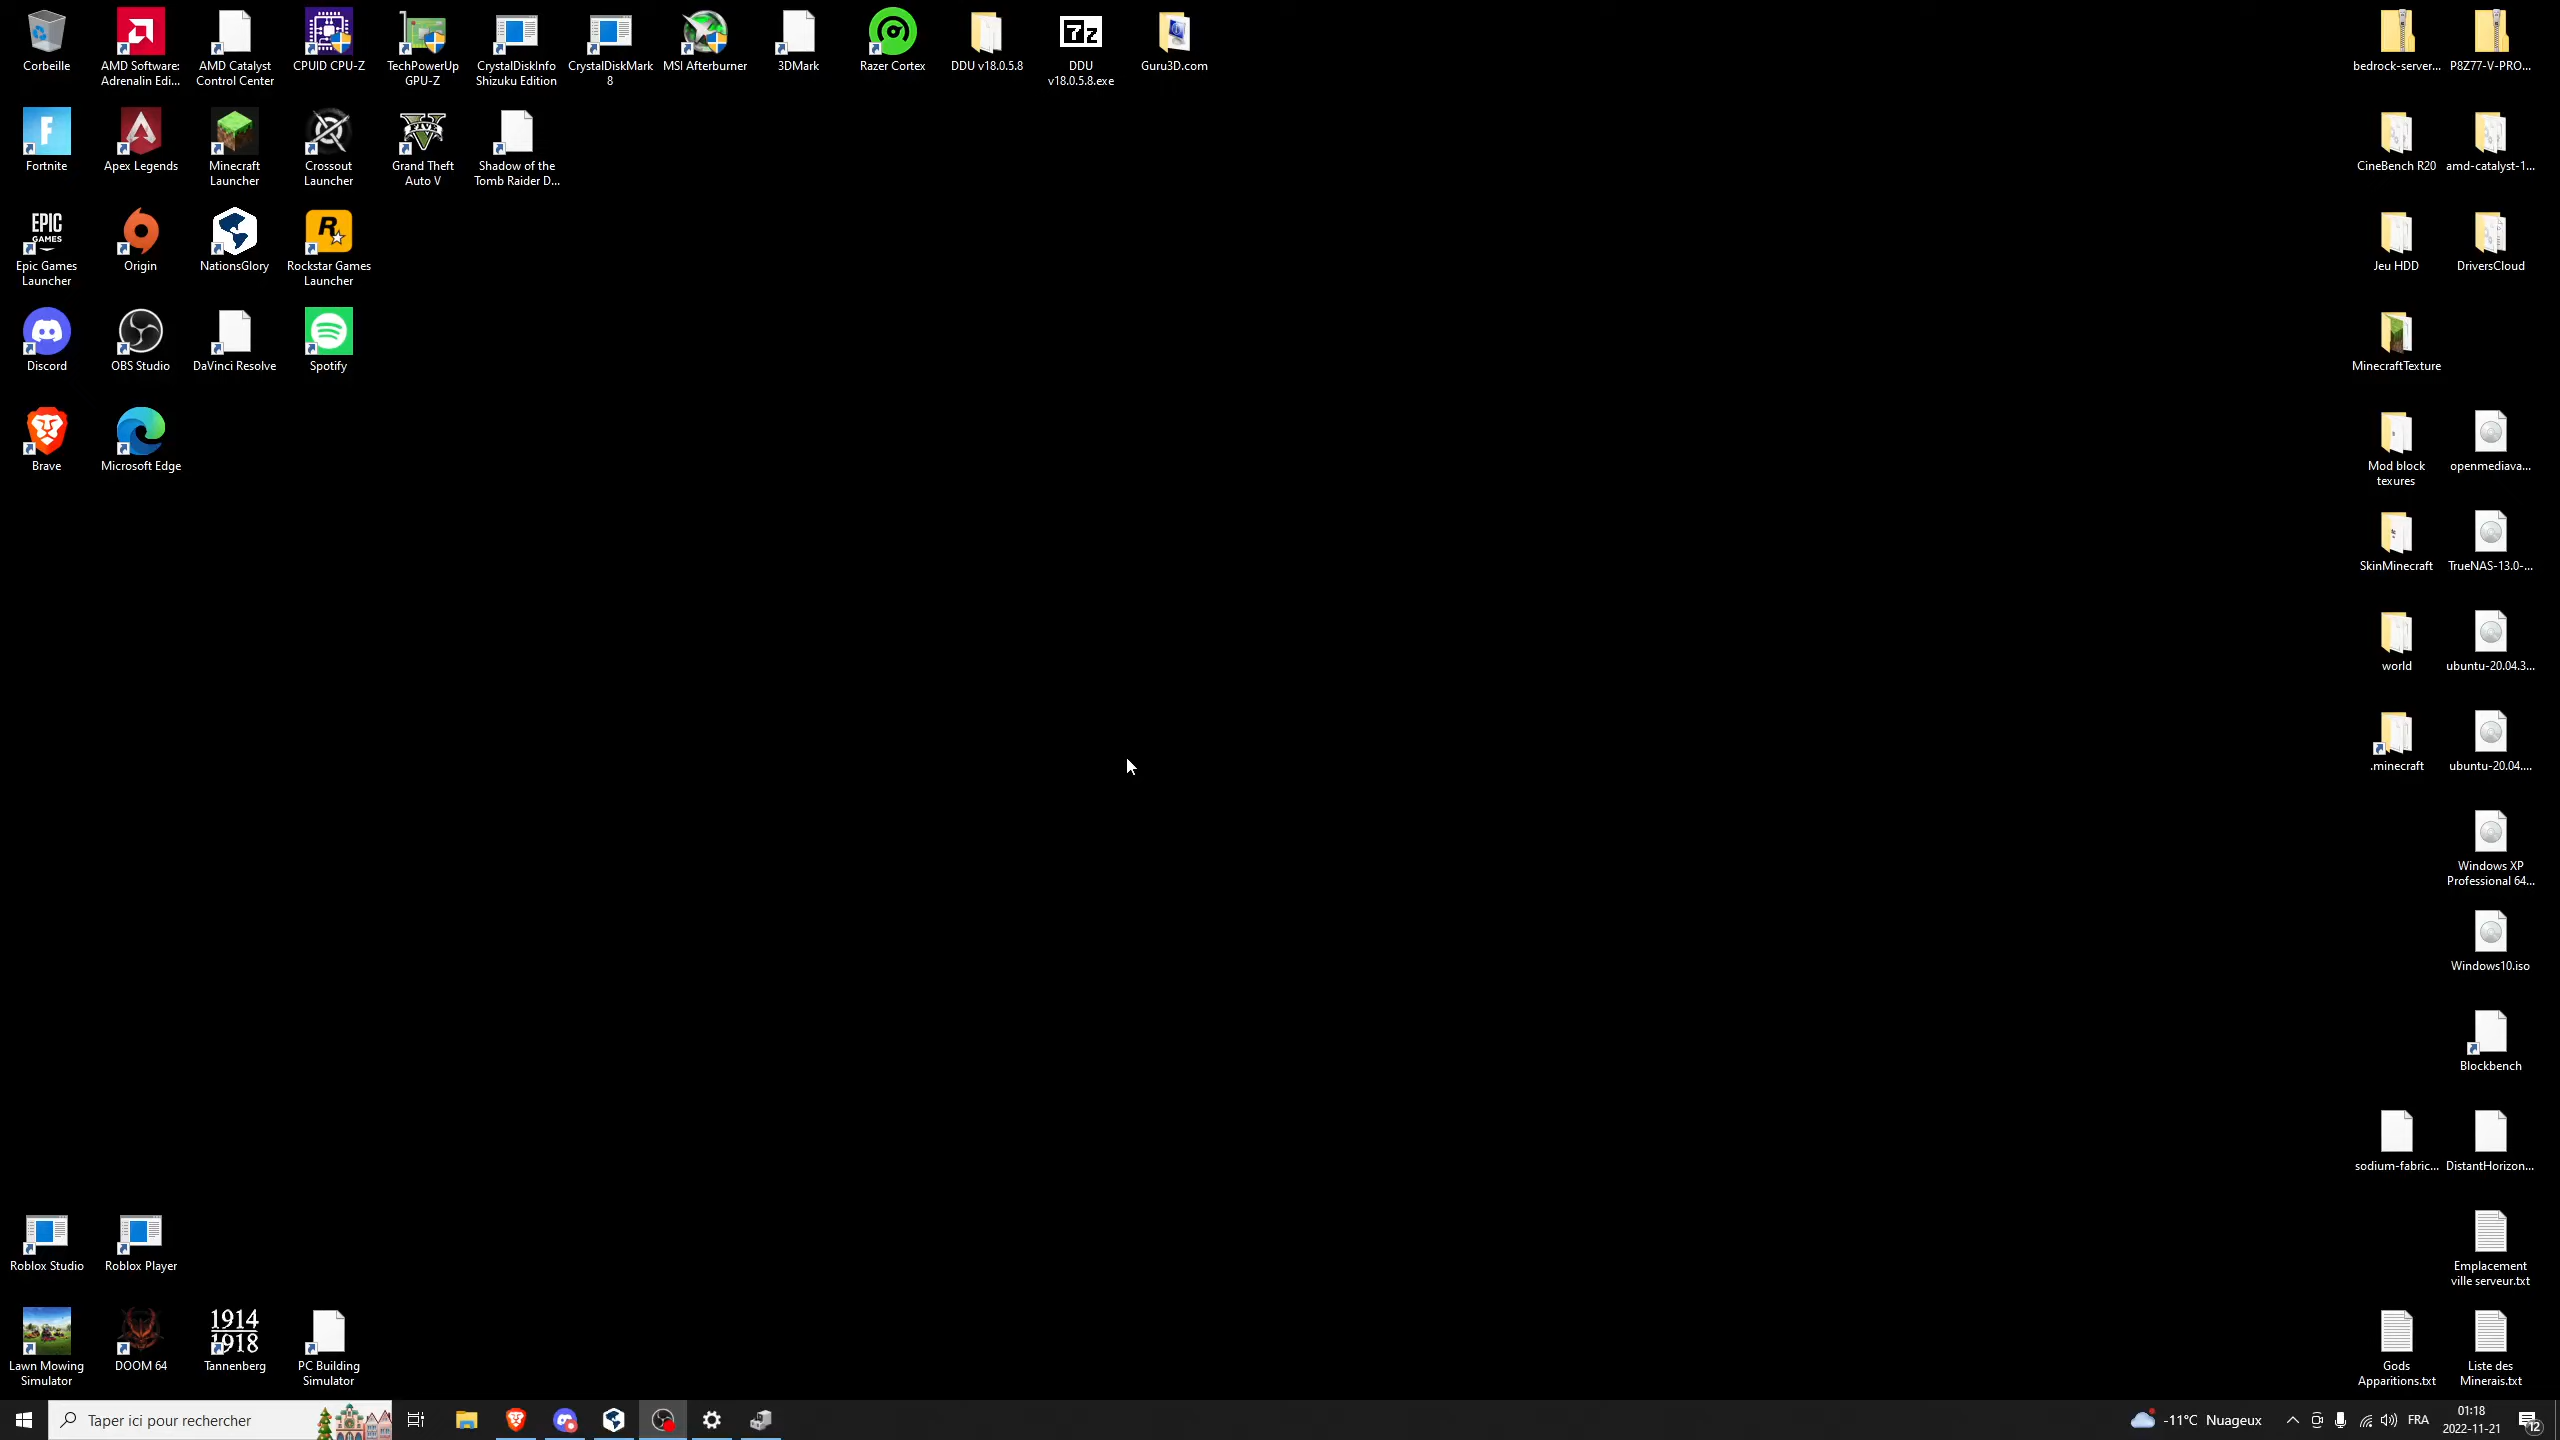 Corbeille
AMD Software:
Adrenalin Edi...
AMD Catalyst
Control Center
CPUID CPU-Z
TechPowerUp
GPU-Z
CrystalDiskInfo
Shizuku Edition
CrystalDiskMark
8
MSI Afterburner
3DMark
Razer Cortex
DDU v18.0.5.8
7z
DDU
v18.0.5.8.exe
Guru3D.com
bedrock-server...
P8Z77-V-PRO...
F
Fortnite
Apex Legends
Minecraft
Launcher
Crossout
Launcher
V
FIVE
Grand Theft
Auto V
Shadow of the
Tomb Raider D...
CineBench R20
amd-catalyst-1...
EPIC
GAMES
Epic Games
Launcher
Origin
NationsGlory
R
Rockstar Games
Launcher
Jeu HDD
DriversCloud
Discord
OBS Studio
DaVinci Resolve
Spotify
MinecraftTexture
Brave
Microsoft Edge
Mod block
texures
openmediava...
SkinMinecraft
TrueNAS-13.0-...
world
ubuntu-20.04.3...
.minecraft
ubuntu-20.04....
Windows XP
Professional 64...
Windows10.iso
Blockbench
sodium-fabric...
DistantHorizon...
Roblox Studio
Roblox Player
Emplacement
ville serveur.txt
Lawn Mowing
Simulator
DOOM 64
1914
1918
Tannenberg
PC Building
Simulator
Gods
Apparitions.txt
Liste des
Minerais.txt
Taper ici pour rechercher
-11°C Nuageux
FRA
01:18
2022-11-21
12